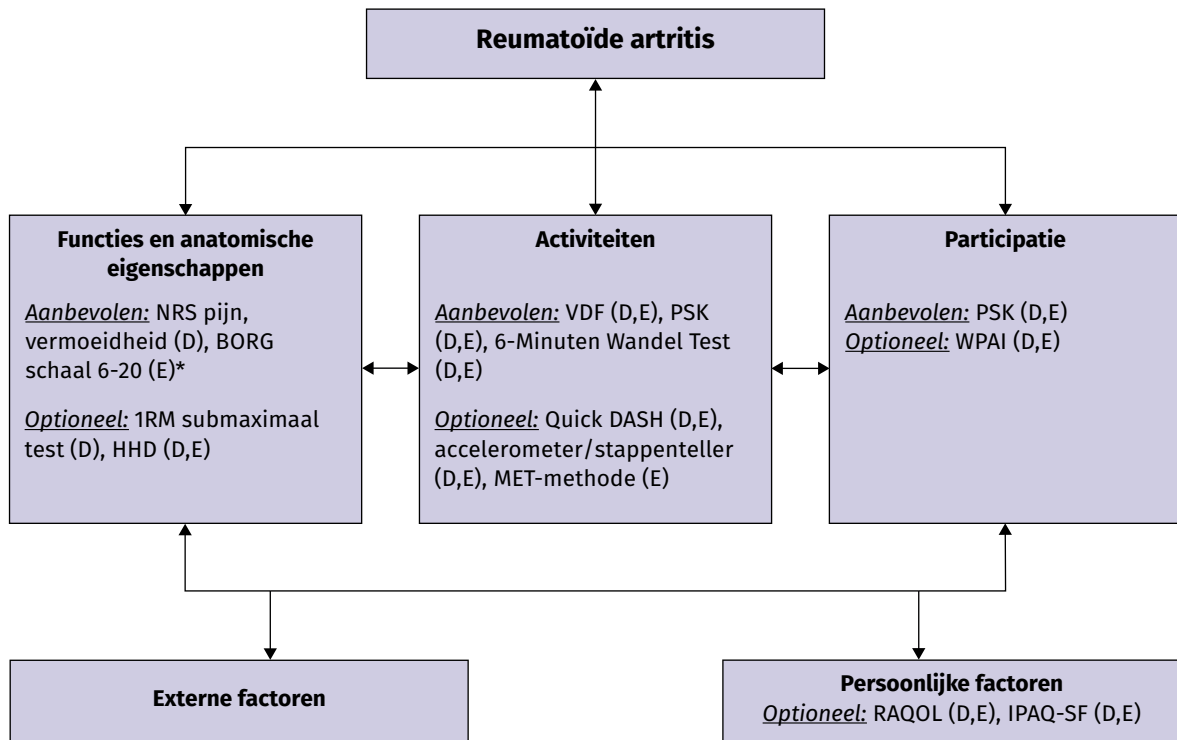 Reumatoïde artritis
Functies en anatomische
eigenschappen
Aanbevolen: NRS pijn,
vermoeidheid (D), BORG
schaal 6-20 (E)*
Optioneel: 1RM submaximaal
test (D), HHD (D,E)
Activiteiten
Aanbevolen: VDF (D,E), PSK
(D,E), 6-Minuten Wandel Test
(D,E)
Optioneel: Quick DASH (D,E),
accelerometer/stappenteller
(D,E), MET-methode (E)
Participatie
Aanbevolen: PSK (D,E)
Optioneel: WPAI (D,E)
Externe factoren
Persoonlijke factoren
Optioneel: RAQOL (D,E), IPAQ-SF (D,E)